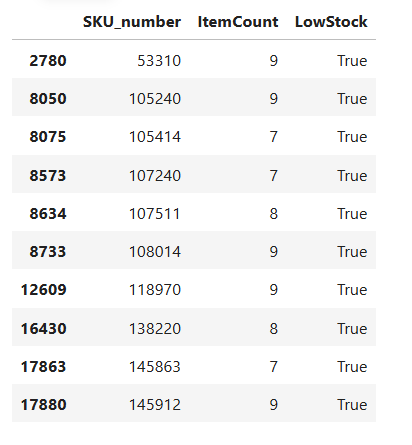 SKU_number ItemCount LowStock
2780 53310 9 True
8050 105240 9 True
8075 105414 7 True
8573 107240 7 True
8634 107511 8 True
8733 108014 9 True
12609 118970 9 True
16430 138220 8 True
17863 145863 7 True
17880 145912 9 True